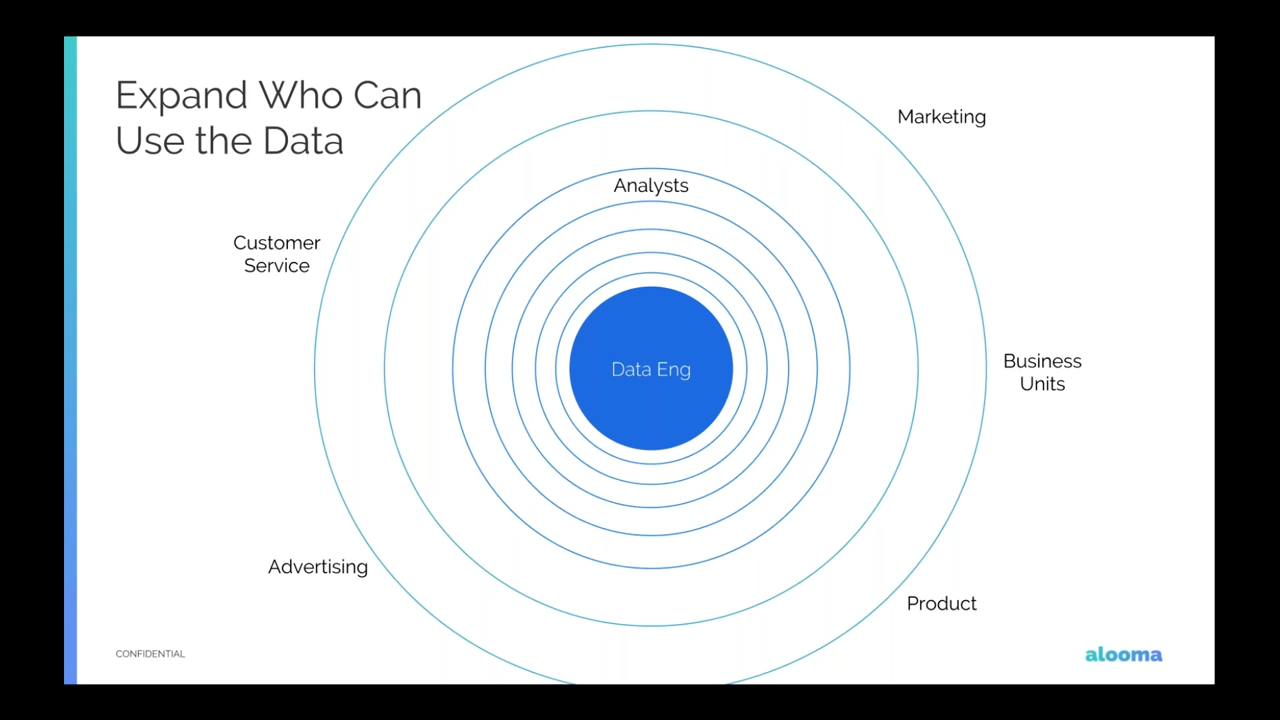 Expand Who Can
Use the Data
Marketing
Analysts
Customer
Service
Data Eng
Business
Units
Advertising
Product
CONFIDENTIAL
alooma